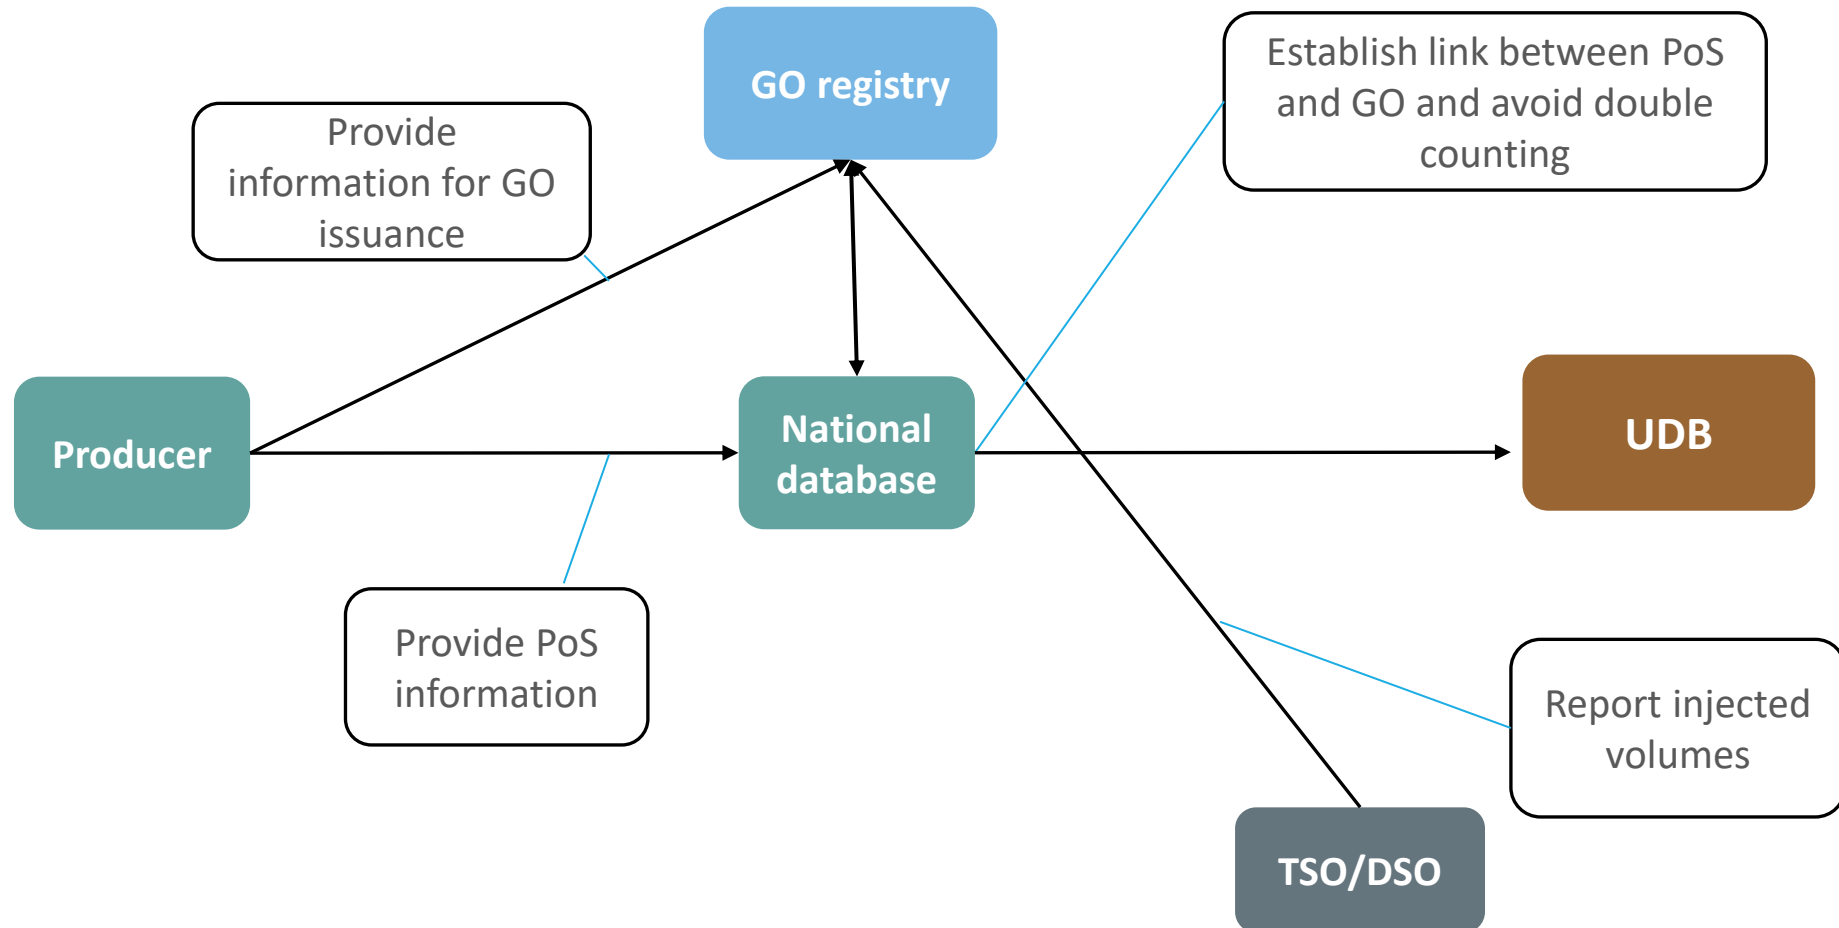 GO registry
Establish link between PoS
and GO and avoid double
counting
Provide
information for GO
issuance
Producer
National
database
UDB
Provide PoS
information
Report injected
volumes
TSO/DSO